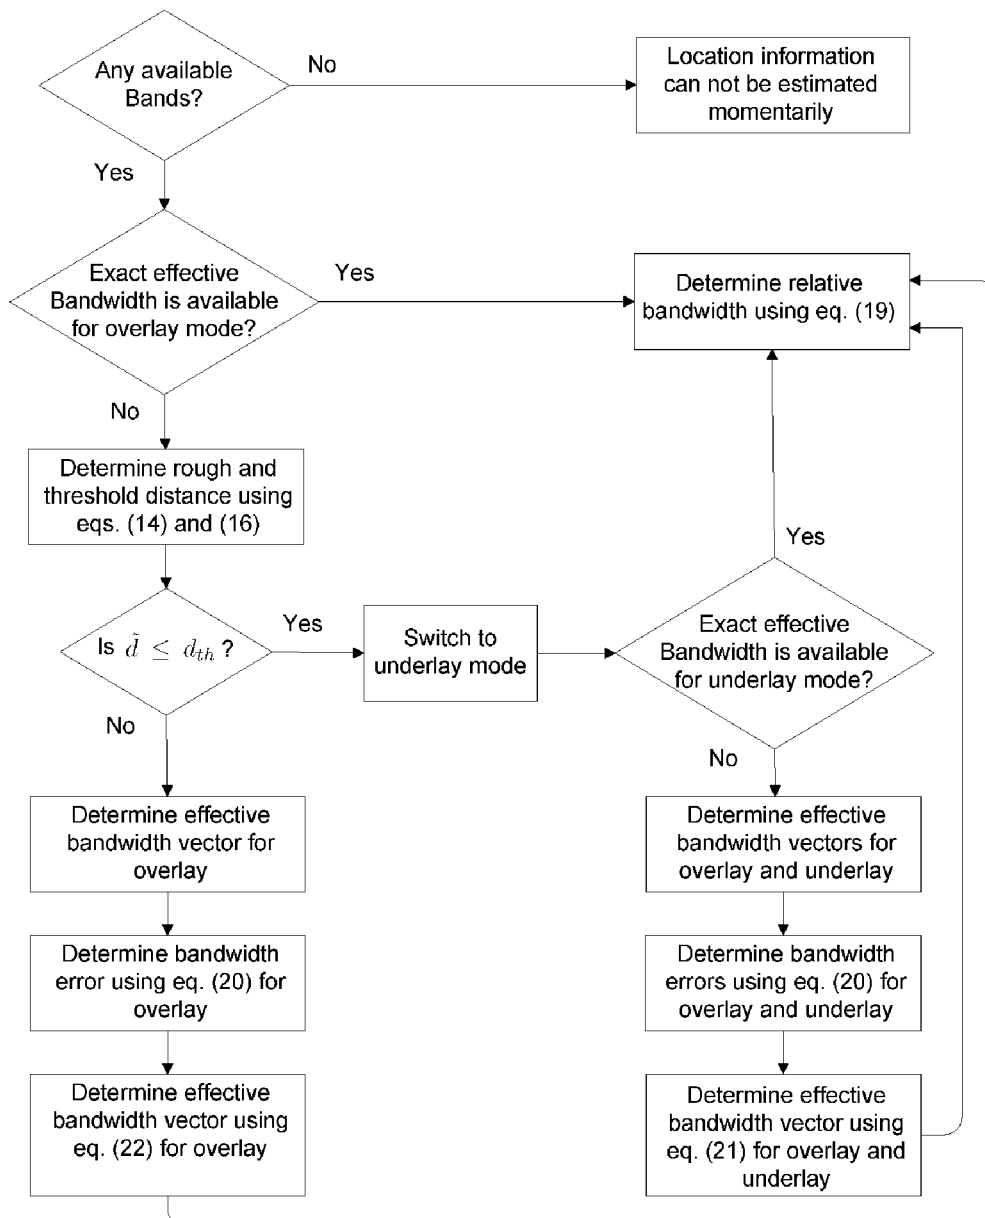 Any available
Bands?
No
Location information
can not be estimated
momentarily
Yes
Exact effective
Bandwidth is available
for overlay mode?
Yes
Determine relative
bandwidth using eq. (19)
No
Determine rough and
threshold distance using
eqs. (14) and (16)
Is d̃ ≤ d_th ?
Yes
Switch to
underlay mode
Exact effective
Bandwidth is available
for underlay mode?
Yes
No
No
Determine effective
bandwidth vector for
overlay
Determine effective
bandwidth vectors for
overlay and underlay
Determine bandwidth
error using eq. (20) for
overlay
Determine bandwidth
errors using eq. (20) for
overlay and underlay
Determine effective
bandwidth vector using
eq. (22) for overlay
Determine effective
bandwidth vector using
eq. (21) for overlay and
underlay